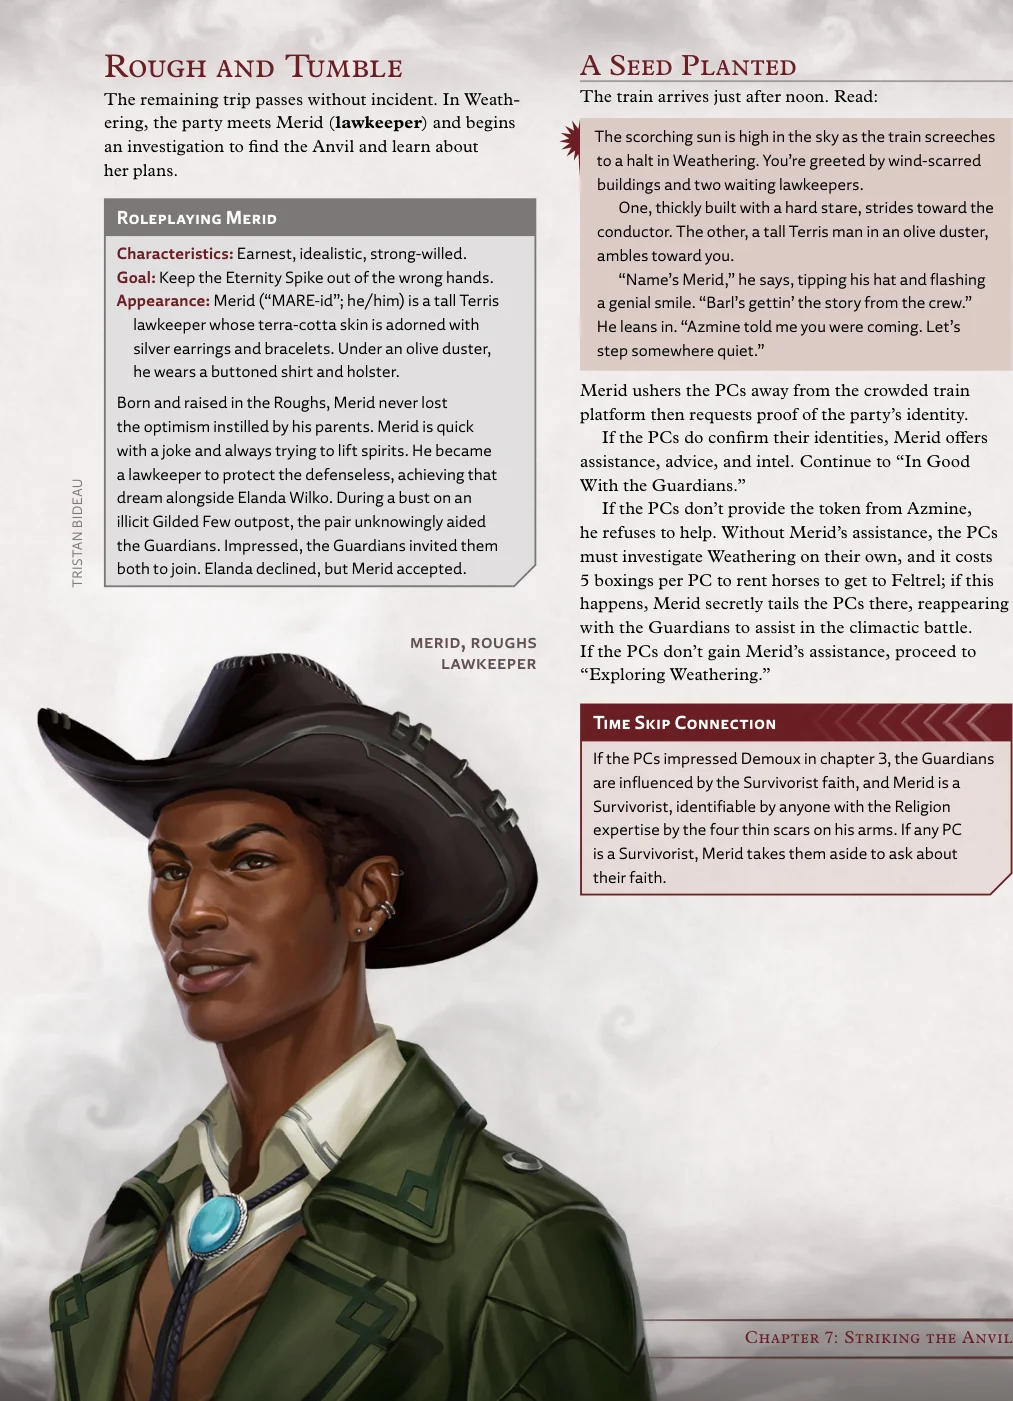 Rough and Tumble
The remaining trip passes without incident. In Weath-
ering, the party meets Merid (lawkeeper) and begins
an investigation to find the Anvil and learn about
her plans.
Roleplaying Merid
Characteristics: Earnest, idealistic, strong-willed.
Goal: Keep the Eternity Spike out of the wrong hands.
Appearance: Merid (“MARE-id”; he/him) is a tall Terris
lawkeeper whose terra-cotta skin is adorned with
silver earrings and bracelets. Under an olive duster,
he wears a buttoned shirt and holster.
Born and raised in the Roughs, Merid never lost
the optimism instilled by his parents. Merid is quick
with a joke and always trying to lift spirits. He became
a lawkeeper to protect the defenseless, achieving that
dream alongside Elanda Wilko. During a bust on an
illicit Gilded Few outpost, the pair unknowingly aided
the Guardians. Impressed, the Guardians invited them
both to join. Elanda declined, but Merid accepted.
TRISTAN BIDEAU
MERID, ROUGHS
LAWKEEPER
A Seed Planted
The train arrives just after noon. Read:
The scorching sun is high in the sky as the train screeches
to a halt in Weathering. You’re greeted by wind-scarred
buildings and two waiting lawkeepers.
One, thickly built with a hard stare, strides toward the
conductor. The other, a tall Terris man in an olive duster,
ambles toward you.
“Name’s Merid,” he says, tipping his hat and flashing
a genial smile. “Barl’s gettin’ the story from the crew.”
He leans in. “Azmine told me you were coming. Let’s
step somewhere quiet.”
Merid ushers the PCs away from the crowded train
platform then requests proof of the party’s identity.
If the PCs do confirm their identities, Merid offers
assistance, advice, and intel. Continue to “In Good
With the Guardians.”
If the PCs don’t provide the token from Azmine,
he refuses to help. Without Merid’s assistance, the PCs
must investigate Weathering on their own, and it costs
5 boxings per PC to rent horses to get to Feltrel; if this
happens, Merid secretly tails the PCs there, reappearing
with the Guardians to assist in the climactic battle.
If the PCs don’t gain Merid’s assistance, proceed to
“Exploring Weathering.”
Time Skip Connection
If the PCs impressed Demoux in chapter 3, the Guardians
are influenced by the Survivorist faith, and Merid is a
Survivorist, identifiable by anyone with the Religion
expertise by the four thin scars on his arms. If any PC
is a Survivorist, Merid takes them aside to ask about
their faith.
Chapter 7: Striking the Anvil